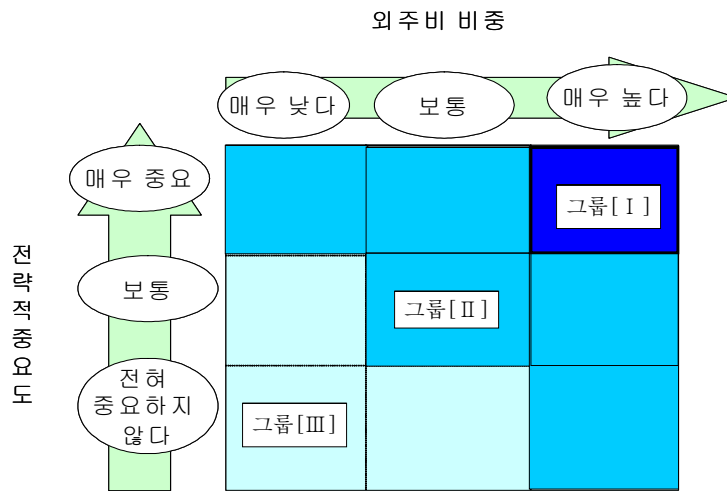 외주비 비중
매우 낮다
보통
매우 높다
매우 중요
그룹[Ⅰ]
전략적중요도
보통
그룹[Ⅱ]
전혀
중요하지
않다
그룹[Ⅲ]